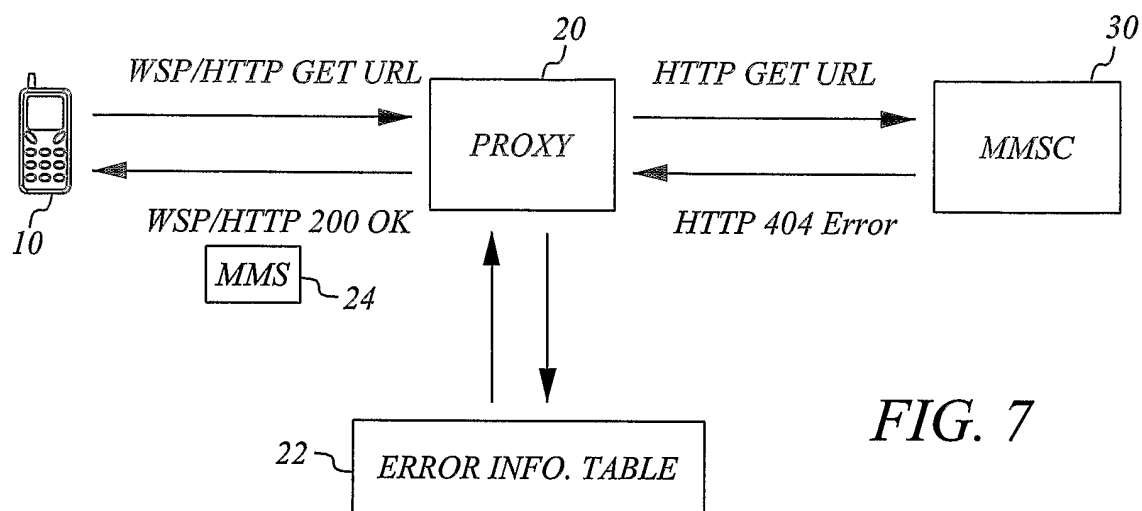 20
30
WSP/HTTP GET URL
HTTP GET URL
PROXY
MMSC
10
WSP/HTTP 200 OK
HTTP 404 Error
MMS
24
22
ERROR INFO. TABLE
FIG. 7